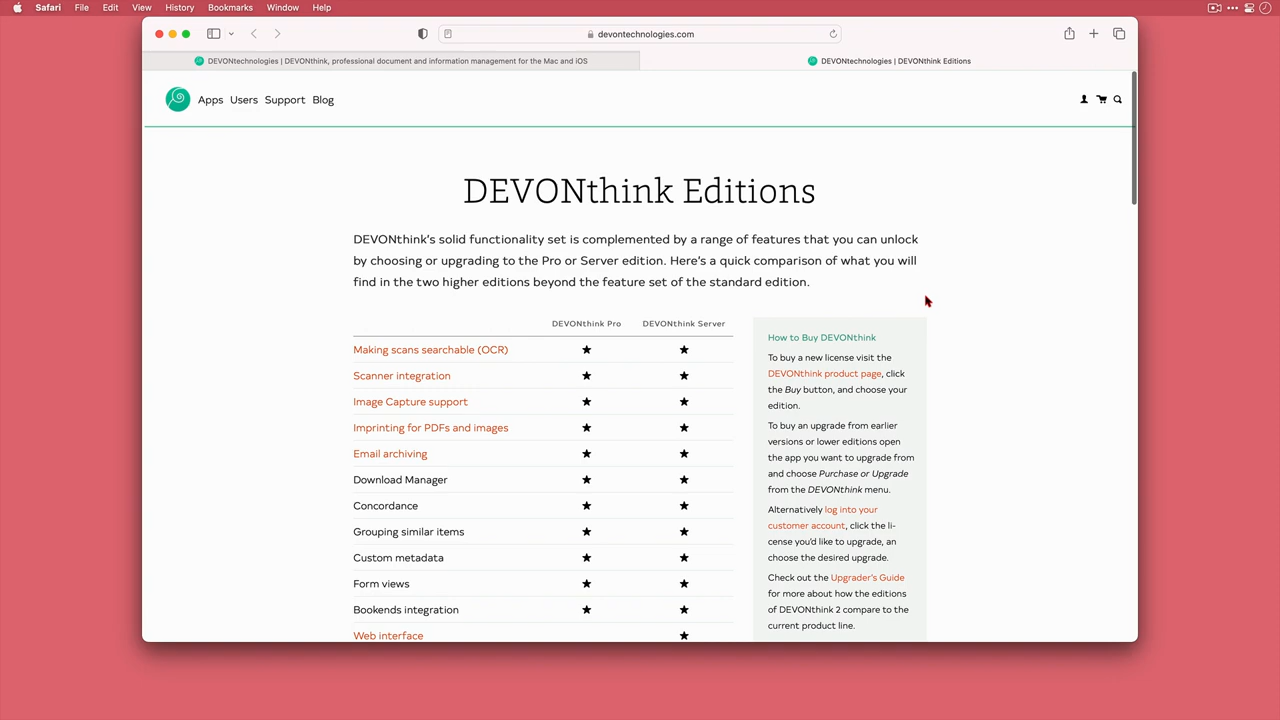 Safari File Edit View History Bookmarks Window Help
devontechnologies.com
DEVONtechnologies | DEVONthink, professional document and information management for the Mac and iOS
DEVONtechnologies | DEVONthink Editions
Apps Users Support Blog
DEVONthink Editions
DEVONthink’s solid functionality set is complemented by a range of features that you can unlock
by choosing or upgrading to the Pro or Server edition. Here’s a quick comparison of what you will
find in the two higher editions beyond the feature set of the standard edition.
DEVONthink Pro DEVONthink Server
Making scans searchable (OCR) ★ ★
Scanner integration ★ ★
Image Capture support ★ ★
Imprinting for PDFs and images ★ ★
Email archiving ★ ★
Download Manager ★ ★
Concordance ★ ★
Grouping similar items ★ ★
Custom metadata ★ ★
Form views ★ ★
Bookends integration ★ ★
Web interface ★
How to Buy DEVONthink
To buy a new license visit the
DEVONthink product page, click
the Buy button, and choose your
edition.
To buy an upgrade from earlier
versions or lower editions open
the app you want to upgrade from
and choose Purchase or Upgrade
from the DEVONthink menu.
Alternatively log into your
customer account, click the li-
cense you’d like to upgrade, an
choose the desired upgrade.
Check out the Upgrader’s Guide
for more about how the editions
of DEVONthink 2 compare to the
current product line.